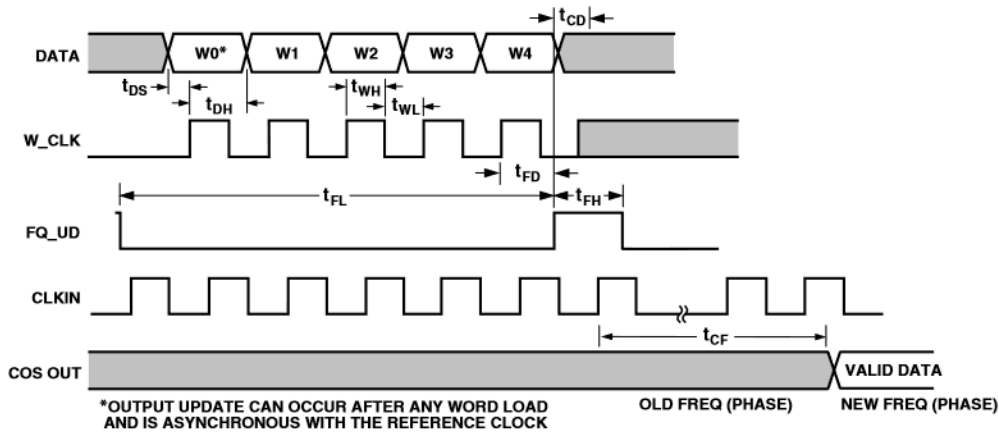 tCD
DATA W0* W1 W2 W3 W4
tDS tDH tWH tWL
W_CLK
tFD
tFL tFH
FQ_UD
CLKIN
tCF
COS OUT VALID DATA
*OUTPUT UPDATE CAN OCCUR AFTER ANY WORD LOAD OLD FREQ (PHASE) NEW FREQ (PHASE)
AND IS ASYNCHRONOUS WITH THE REFERENCE CLOCK